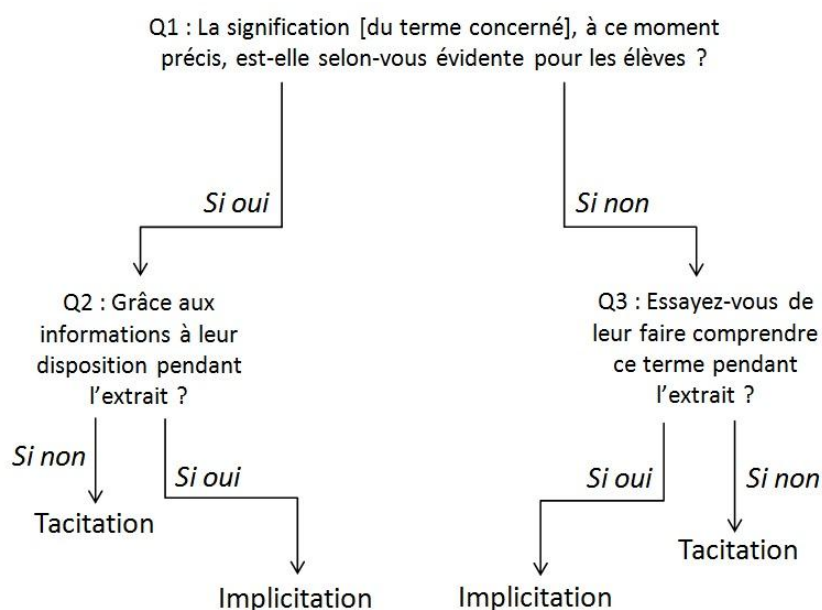 Q1 : La signification [du terme concerné], à ce moment
précis, est-elle selon-vous évidente pour les élèves ?
Si oui
Si non
Q2 : Grâce aux
informations à leur
disposition pendant
l'extrait ?
Q3 : Essayez-vous de
leur faire comprendre
ce terme pendant
l'extrait ?
Si non
Si oui
Si oui
Si non
Tacitation
Tacitation
Implicitation
Implicitation